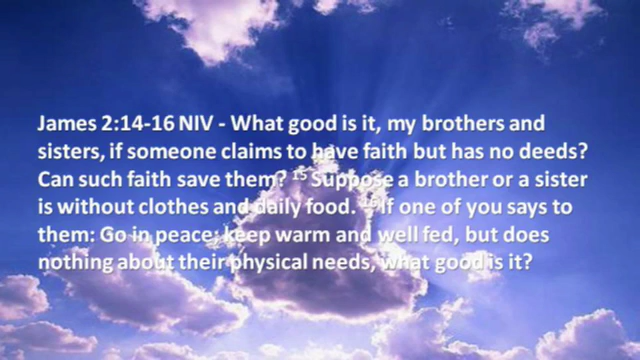 James 2:14-16 NIV - What good is it, my brothers and
sisters, if someone claims to have faith but has no deeds?
Can such faith save them? 15 Suppose a brother or a sister
is without clothes and daily food. 16 If one of you says to
them: Go in peace; keep warm and well fed, but does
nothing about their physical needs, what good is it?